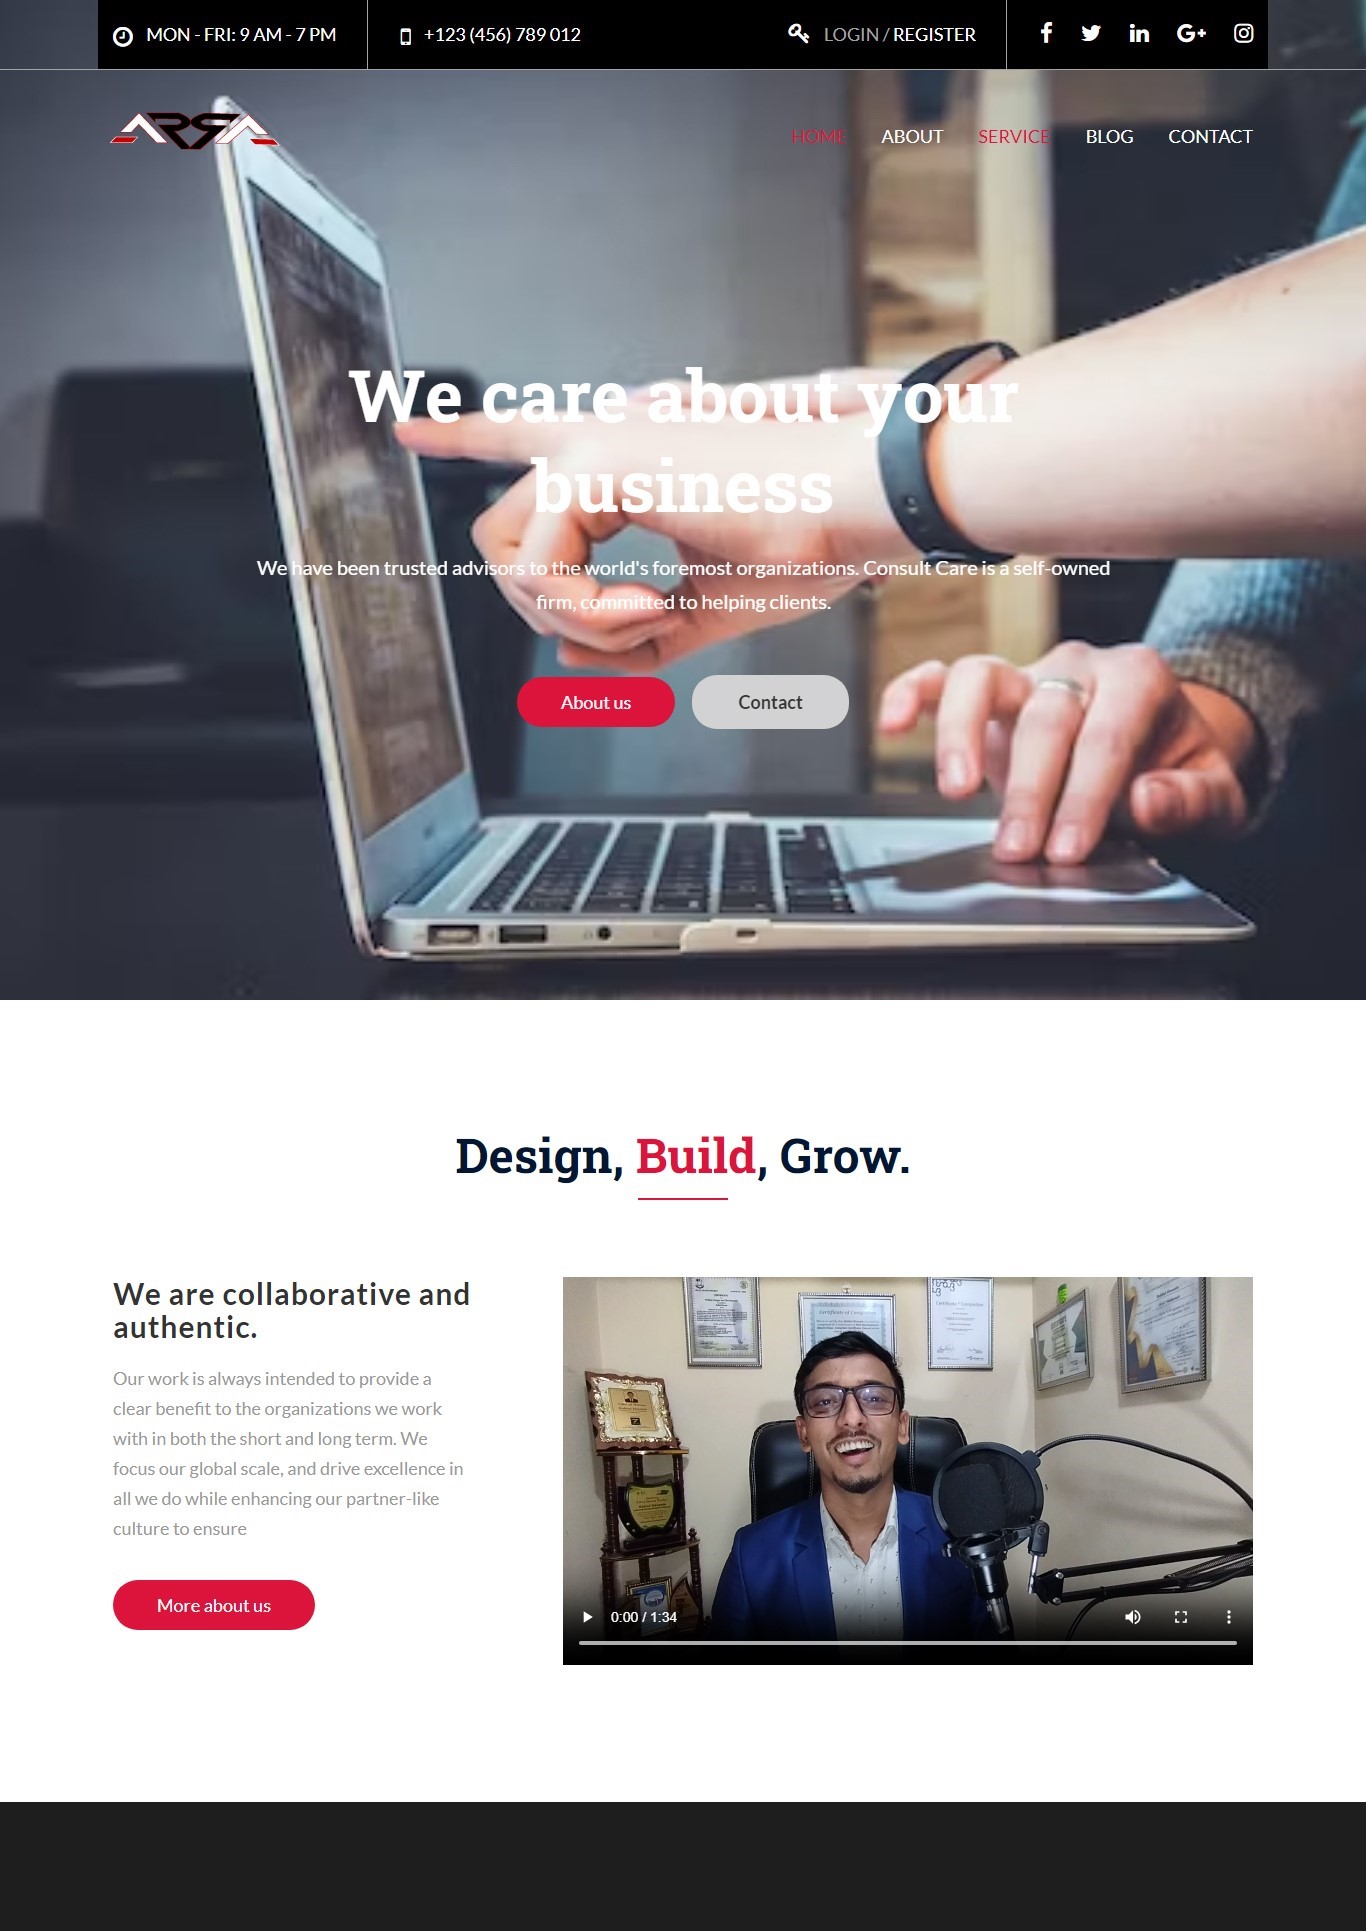 MON - FRI: 9 AM - 7 PM
+123 (456) 789 012
LOGIN / REGISTER
ARRA
HOME ABOUT SERVICE BLOG CONTACT
We care about your
business
We have been trusted advisors to the world's foremost organizations. Consult Care is a self-owned
firm, committed to helping clients.
About us
Contact
Design, Build, Grow.
We are collaborative and
authentic.
Our work is always intended to provide a
clear benefit to the organizations we work
with in both the short and long term. We
focus our global scale, and drive excellence in
all we do while enhancing our partner-like
culture to ensure
More about us
Certificate of Completion
0:00 / 1:34